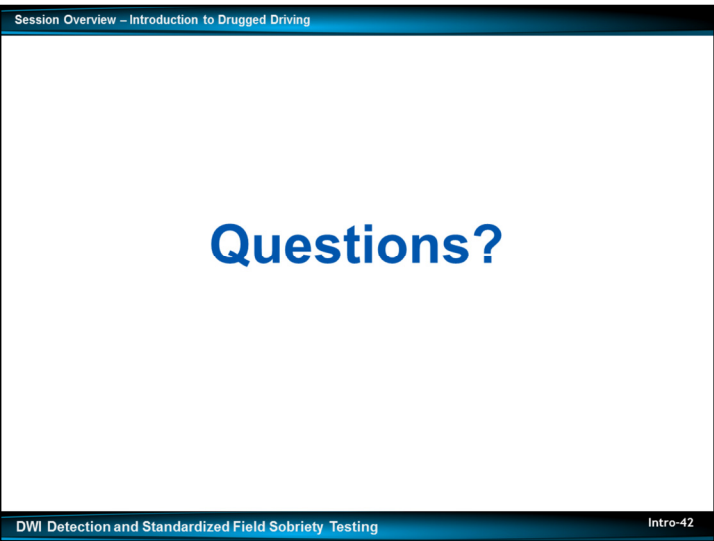 Session Overview – Introduction to Drugged Driving
Questions?
DWI Detection and Standardized Field Sobriety Testing
Intro-42